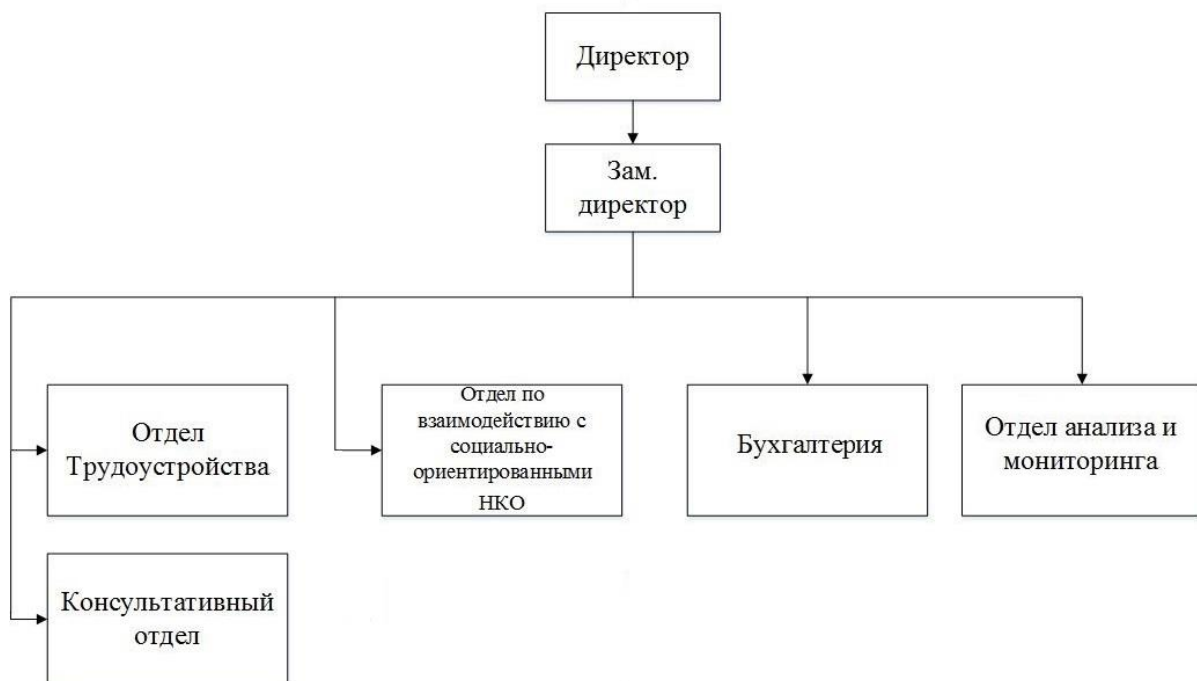 Директор
Зам.
директор
Отдел
Трудоустройства
Отдел по
взаимодействию с
социально-
ориентированными
НКО
Бухгалтерия
Отдел анализа и
мониторинга
Консультативный
отдел